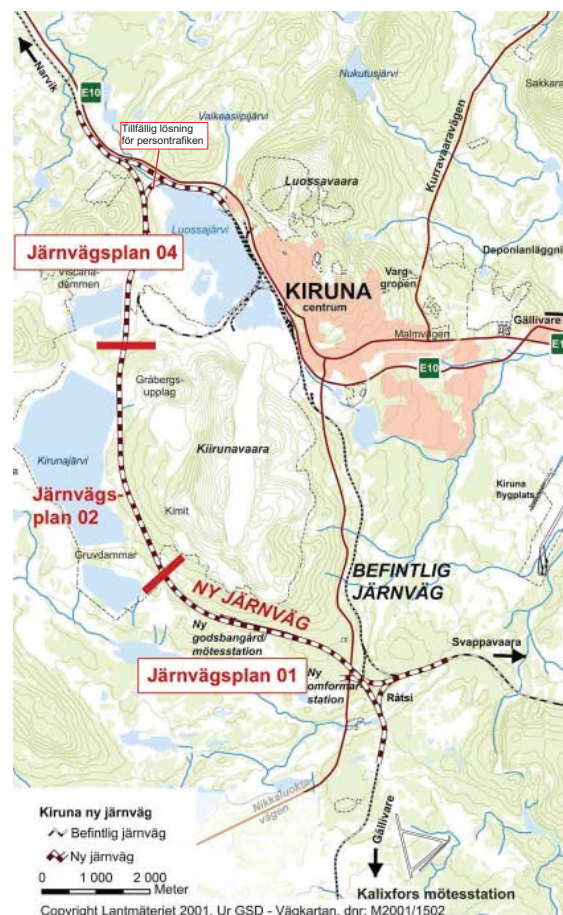 Narvik
E10
Tillfällig lösning
för persontrafiken
Nukutusjärvi
Vaikeasiipijärvi
Sakkara
Kurravaaravägen
Luossavaara
Luossajärvi
Järnvägsplan 04
Viscaria-
dammen
KIRUNA
centrum
Varg-
gropen
Deponianläggni
Malmvägen
Gällivare
E10
E1
Gråbergs-
upplag
Kiirunavaara
Kirunajärvi
Järnvägs-
plan 02
Kimit
Kiruna
flygplats
Gruvdammar
BEFINTLIG
JÄRNVÄG
NY JÄRNVÄG
Ny
godsbangård/
mötesstation
Svappavaara
Järnvägsplan 01
Ny
omformar-
station
Råtsi
Nikkaluokta-
vägen
Gällivare
Kiruna ny järnväg
Befintlig järnväg
Ny järnväg
0 1 000 2 000
Meter
Kalixfors mötesstation
Copyright Lantmäteriet 2001. Ur GSD - Vägkartan, dnr: M2001/1502